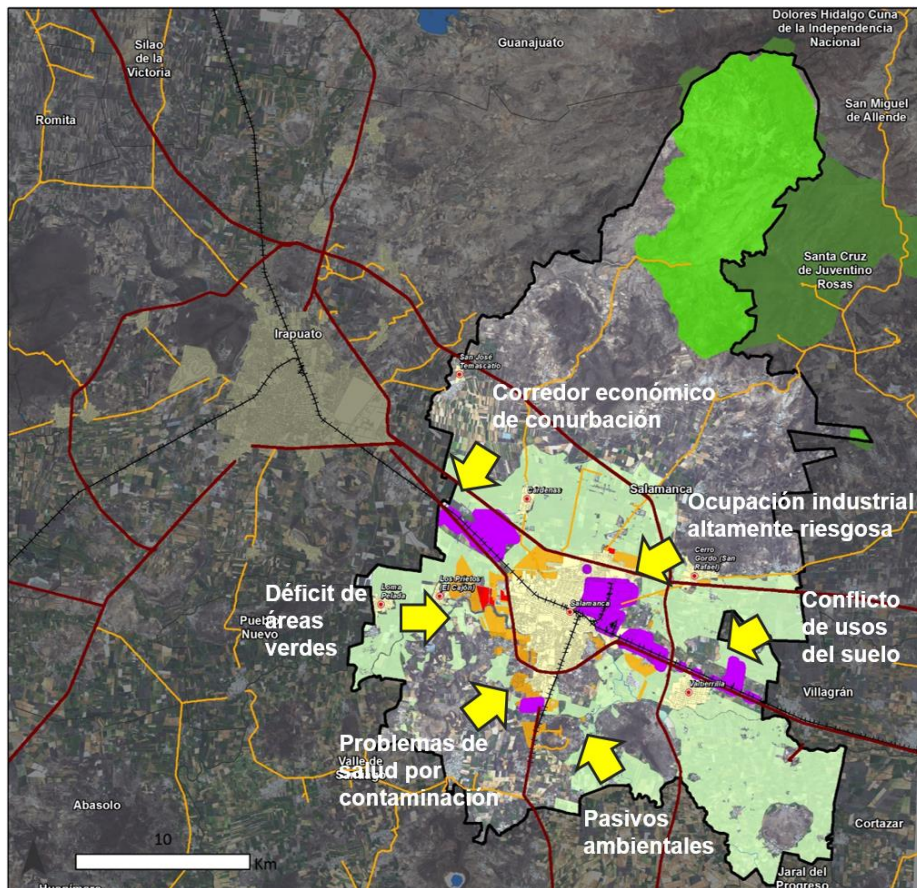 Dolores Hidalgo Cuna
de la Independencia
Nacional
Silao
de la
Victoria
Guanajuato
Romita
San Miguel
de Allende
Santa Cruz
de Juventino
Rosas
Irapuato
San José
Temascatío
Corredor económico
de conurbación
Cárdenas
Salamanca
Ocupación industrial
altamente riesgosa
Cerro
Gordo (San
Rafael)
Déficit de
áreas
verdes
Loma
Pelada
Los Prietos
(El Cajón)
Salamanca
Conflicto
de usos
del suelo
Pueblo
Nuevo
Valtierrilla
Villagrán
Problemas de
salud por
contaminación
Valle de
Santiago
Pasivos
ambientales
Abasolo
Cortazar
10
Km
Jaral del
Progreso